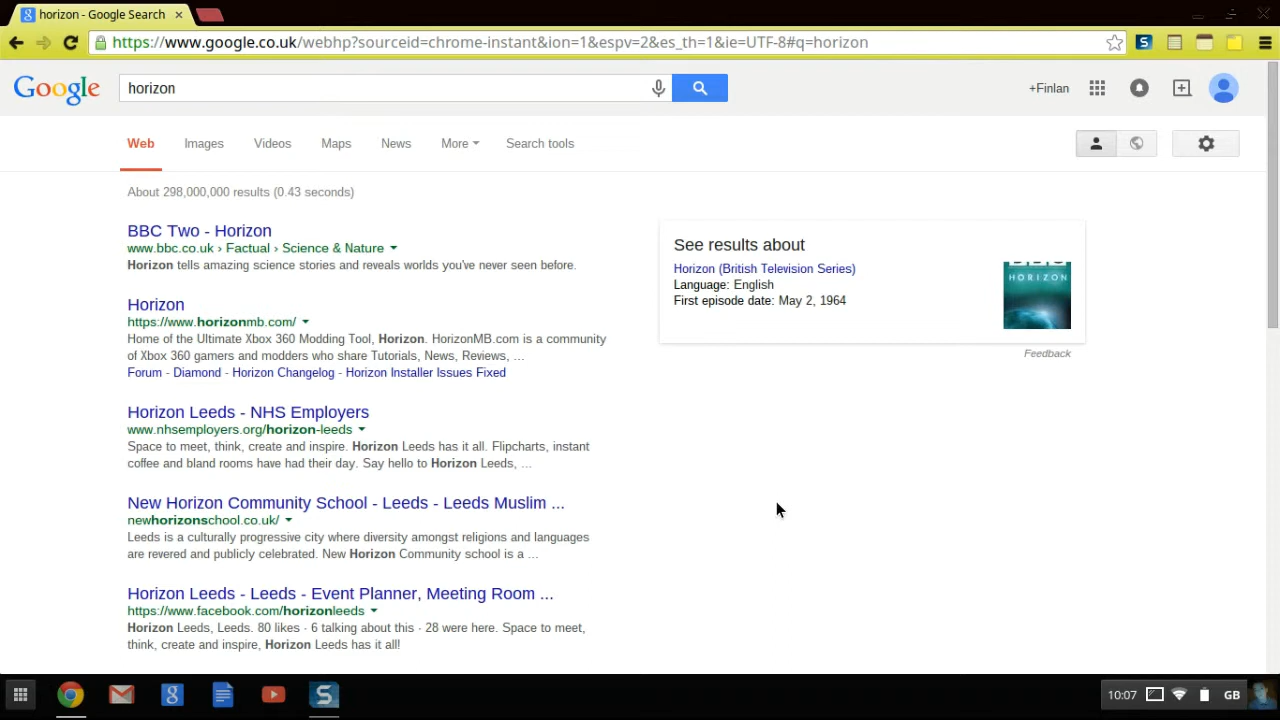 horizon - Google Search
https://www.google.co.uk/webhp?sourceid=chrome-instant&ion=1&espv=2&es_th=1&ie=UTF-8#q=horizon
Google
horizon
+Finlan
Web Images Videos Maps News More Search tools
About 298,000,000 results (0.43 seconds)
BBC Two - Horizon
www.bbc.co.uk › Factual › Science & Nature
Horizon tells amazing science stories and reveals worlds you've never seen before.
Horizon
https://www.horizonmb.com/
Home of the Ultimate Xbox 360 Modding Tool, Horizon. HorizonMB.com is a community
of Xbox 360 gamers and modders who share Tutorials, News, Reviews, ...
Forum - Diamond - Horizon Changelog - Horizon Installer Issues Fixed
Horizon Leeds - NHS Employers
www.nhsemployers.org/horizon-leeds
Space to meet, think, create and inspire. Horizon Leeds has it all. Flipcharts, instant
coffee and bland rooms have had their day. Say hello to Horizon Leeds, ...
New Horizon Community School - Leeds - Leeds Muslim ...
newhorizonschool.co.uk/
Leeds is a culturally progressive city where diversity amongst religions and languages
are revered and publicly celebrated. New Horizon Community school is a ...
Horizon Leeds - Leeds - Event Planner, Meeting Room ...
https://www.facebook.com/horizonleeds
Horizon Leeds, Leeds. 80 likes · 6 talking about this · 28 were here. Space to meet,
think, create and inspire, Horizon Leeds has it all!
See results about
Horizon (British Television Series)
Language: English
First episode date: May 2, 1964
BBC
HORIZON
Feedback
10:07 GB